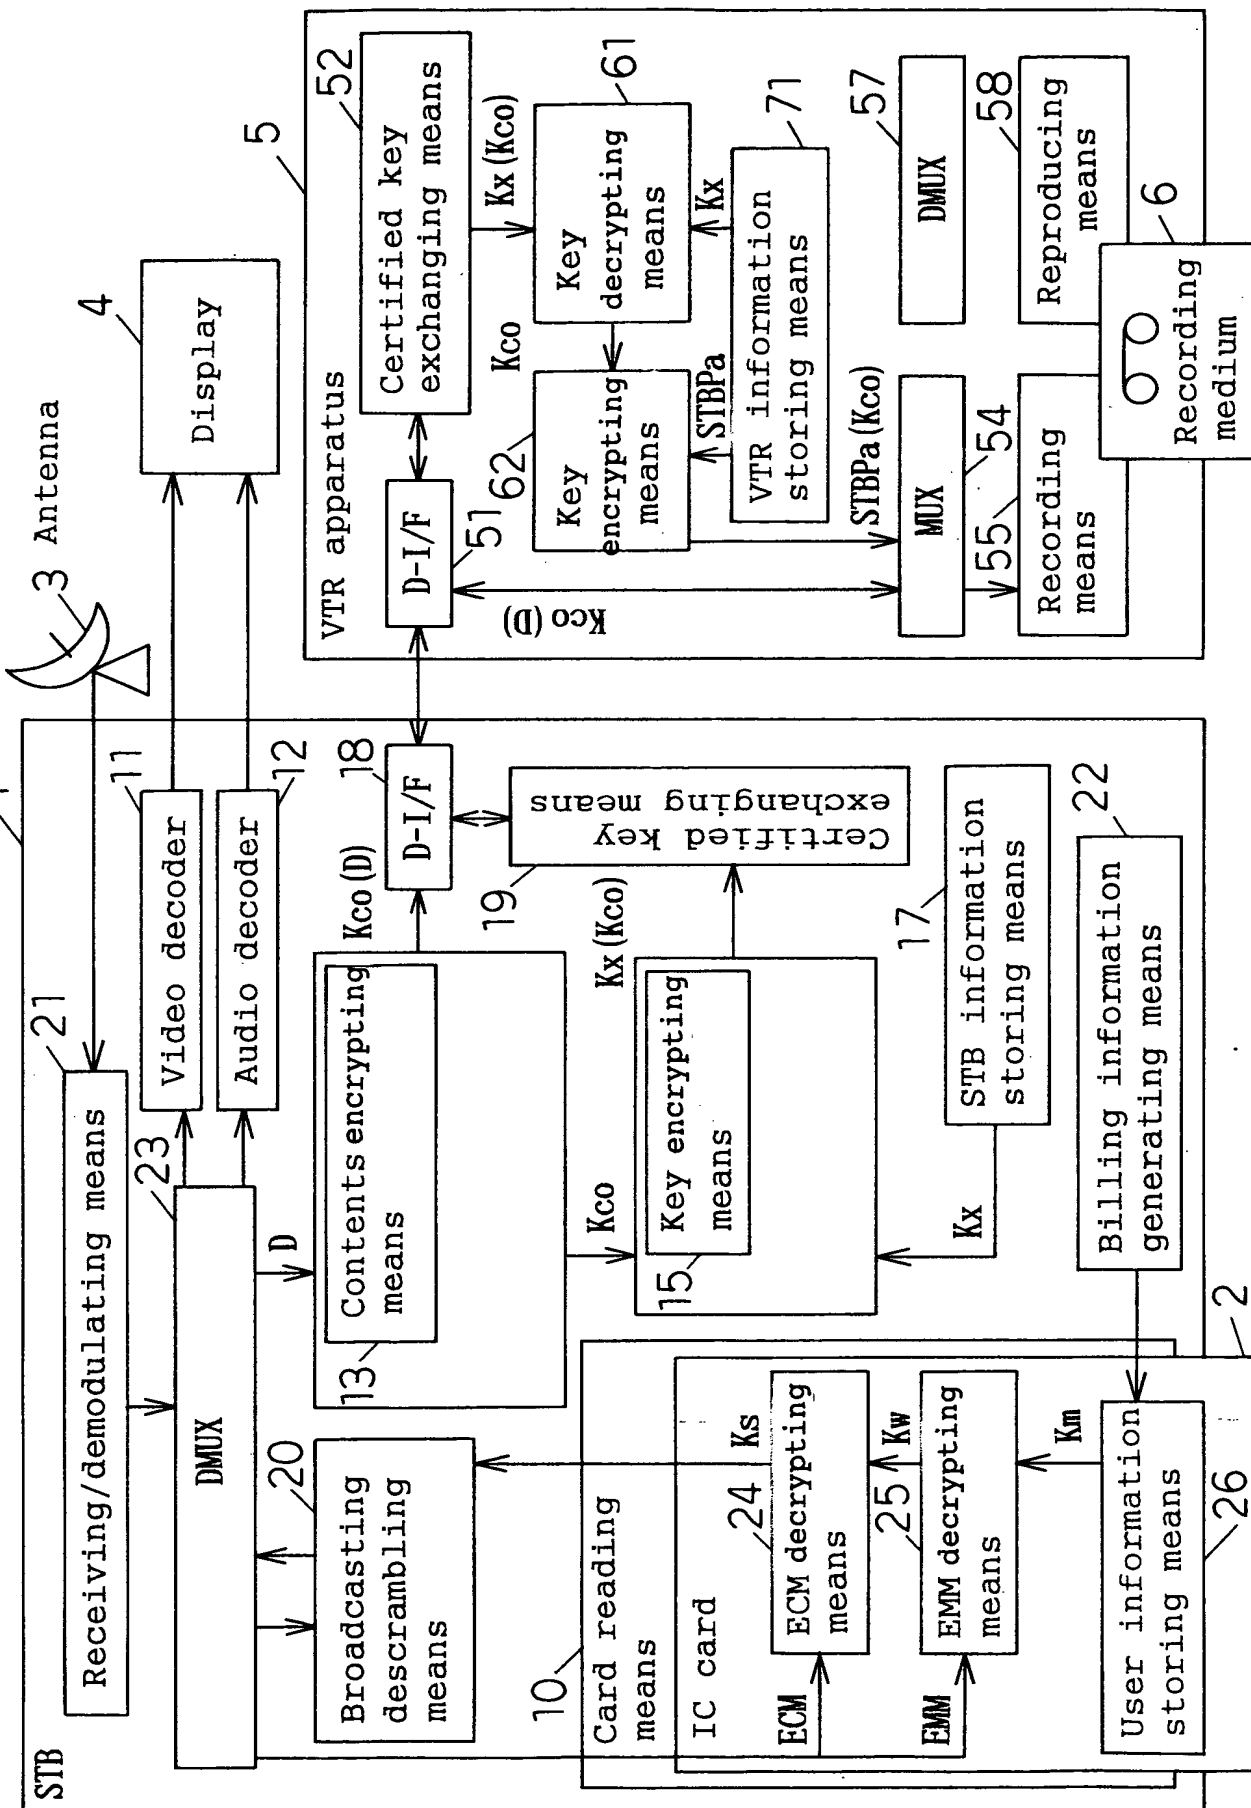 STB
Receiving/demodulating means
21
DMUX
23
Video decoder
11
Audio decoder
12
3
Antenna
Display
4
Broadcasting
descrambling
means
20
D
Contents encrypting
means
13
Kco (D)
D-I/F
18
Certified key
exchanging means
19
Kco
Key encrypting
means
15
Kx (Kco)
Kx
STB information
storing means
17
Billing information
generating means
22
10
Card reading
means
IC card
2
ECM
ECM decrypting
means
24
Ks
EMM
EMM decrypting
means
25
Kw
Km
User information
storing means
26
VTR apparatus
5
D-I/F
51
Certified key
exchanging means
52
Kx (Kco)
Key
decrypting
means
61
Kco
Key
encrypting
means
62
Kx
STBPa
VTR information
storing means
71
Kco (D)
STBPa (Kco)
MUX
54
DMUX
57
Recording
means
55
Reproducing
means
58
Recording
medium
6